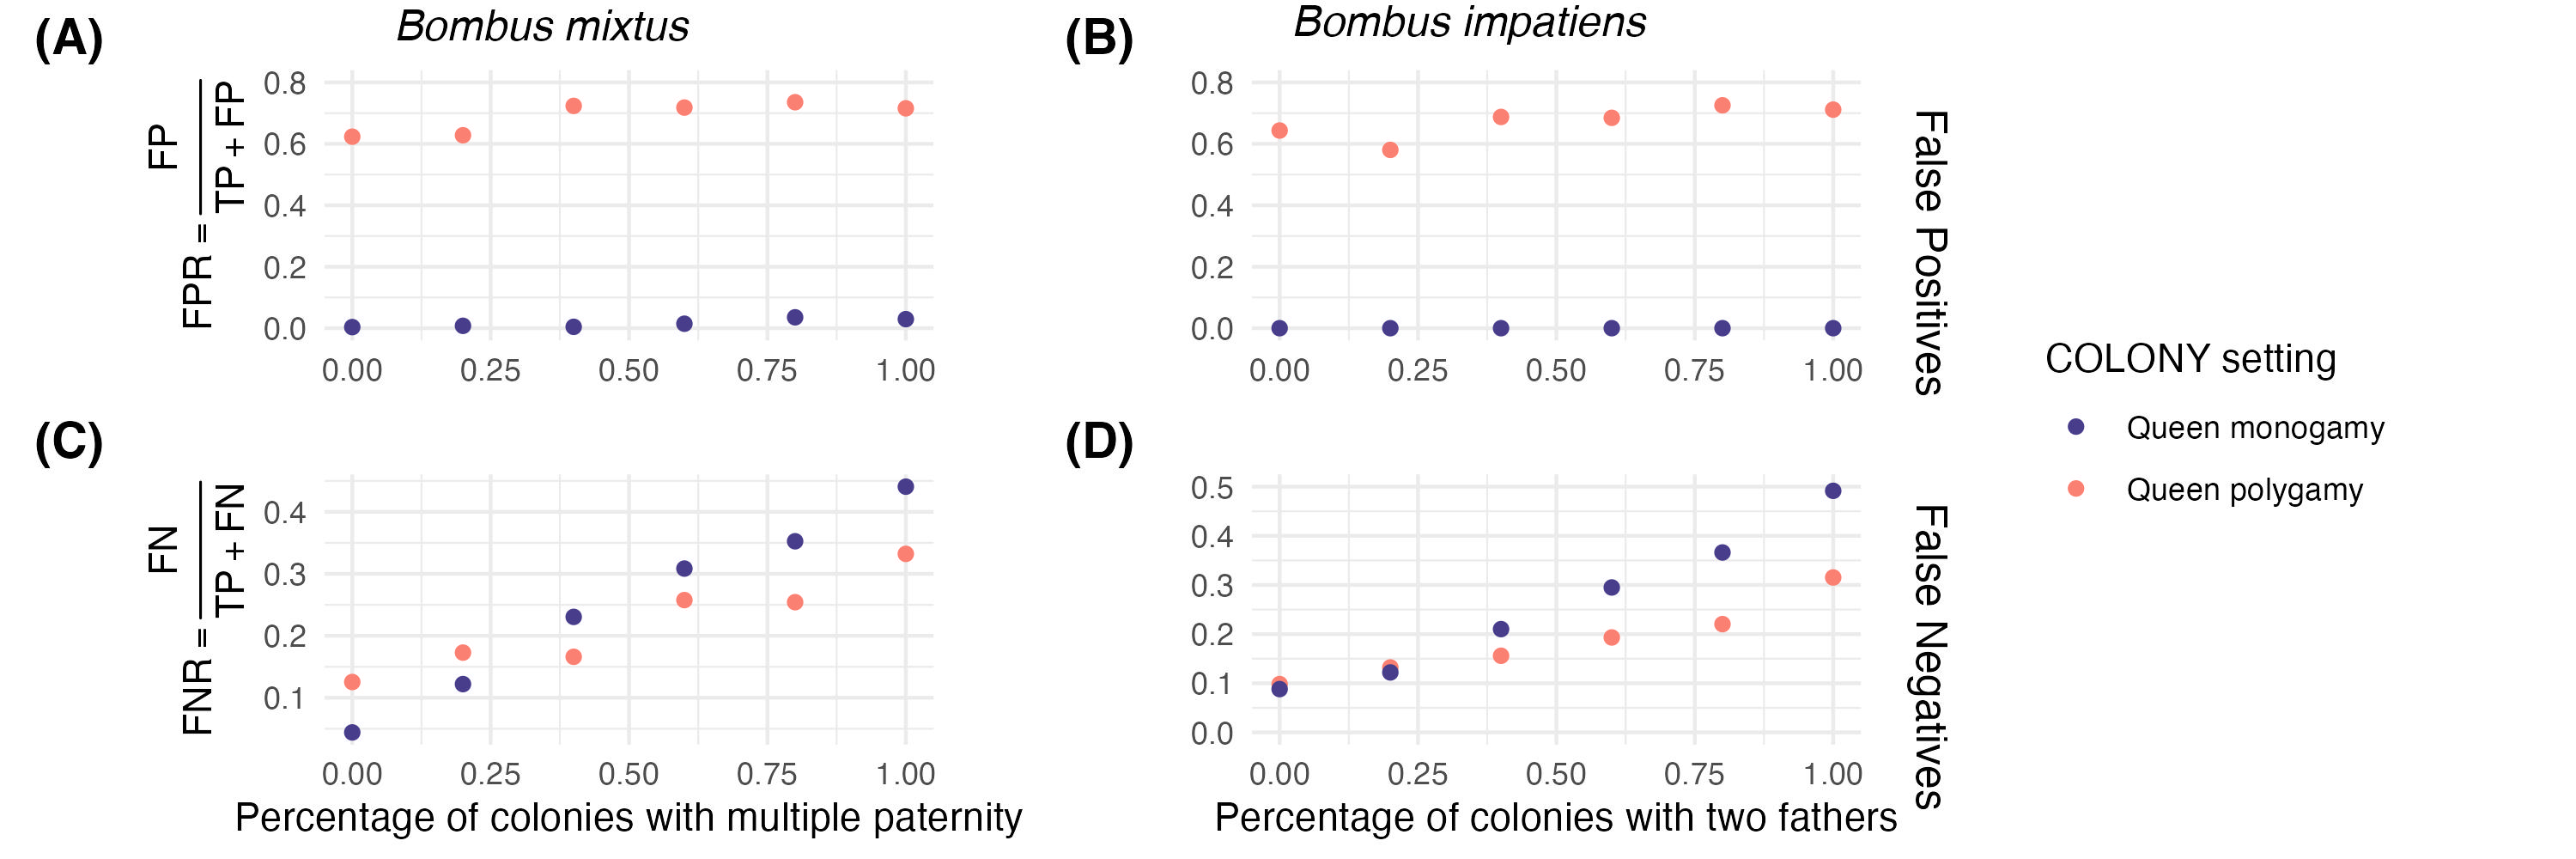 (A)
Bombus mixtus
FPR = FP / TP + FP
0.8
0.6
0.4
0.2
0.0
0.00 0.25 0.50 0.75 1.00
(B)
Bombus impatiens
0.8
0.6
0.4
0.2
0.0
0.00 0.25 0.50 0.75 1.00
False Positives
(C)
FNR = FN / TP + FN
0.4
0.3
0.2
0.1
0.00 0.25 0.50 0.75 1.00
Percentage of colonies with multiple paternity
(D)
0.5
0.4
0.3
0.2
0.1
0.0
0.00 0.25 0.50 0.75 1.00
Percentage of colonies with two fathers
False Negatives
COLONY setting
Queen monogamy
Queen polygamy